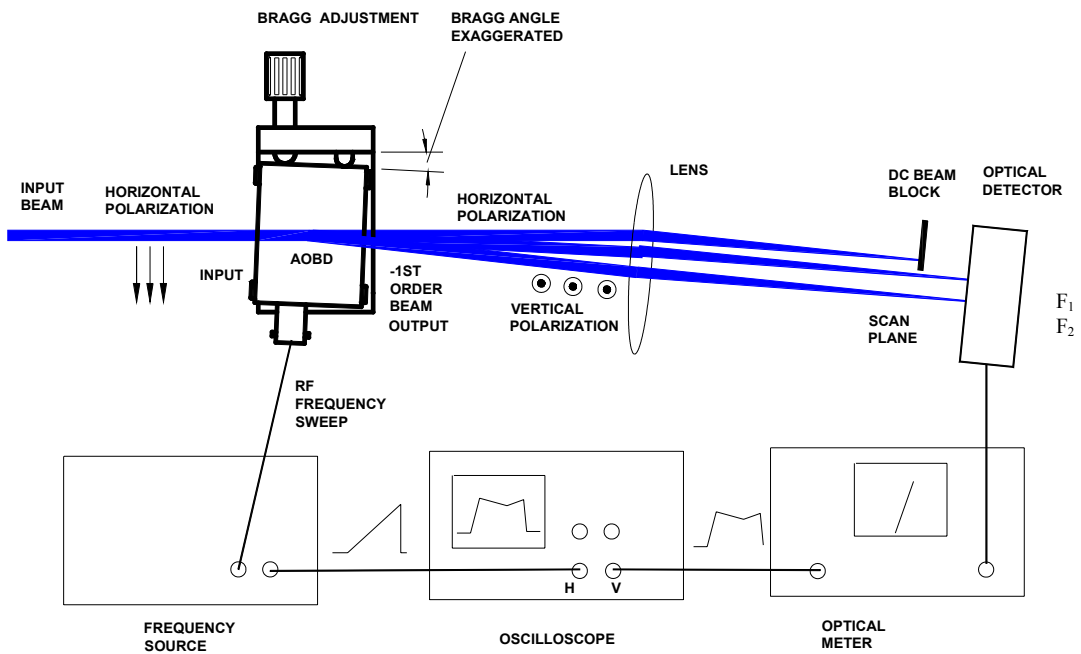 BRAGG ADJUSTMENT
BRAGG ANGLE
EXAGGERATED
INPUT
BEAM
HORIZONTAL
POLARIZATION
HORIZONTAL
POLARIZATION
LENS
DC BEAM
BLOCK
OPTICAL
DETECTOR
INPUT
AOBD
-1ST
ORDER
BEAM
OUTPUT
VERTICAL
POLARIZATION
SCAN
PLANE
F1
F2
RF
FREQUENCY
SWEEP
H
V
FREQUENCY
SOURCE
OSCILLOSCOPE
OPTICAL
METER